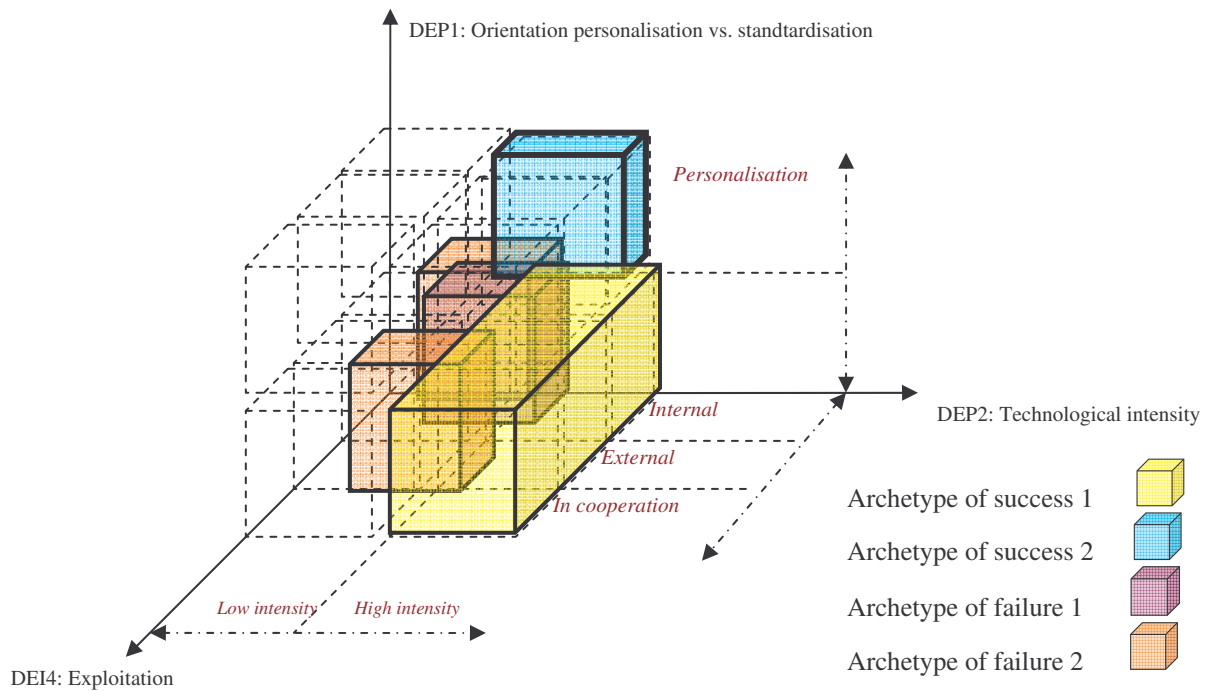 DEP1: Orientation personalisation vs. standtardisation
Personalisation
Internal
DEP2: Technological intensity
External
In cooperation
Archetype of success 1
Archetype of success 2
Low intensity
High intensity
Archetype of failure 1
Archetype of failure 2
DEI4: Exploitation